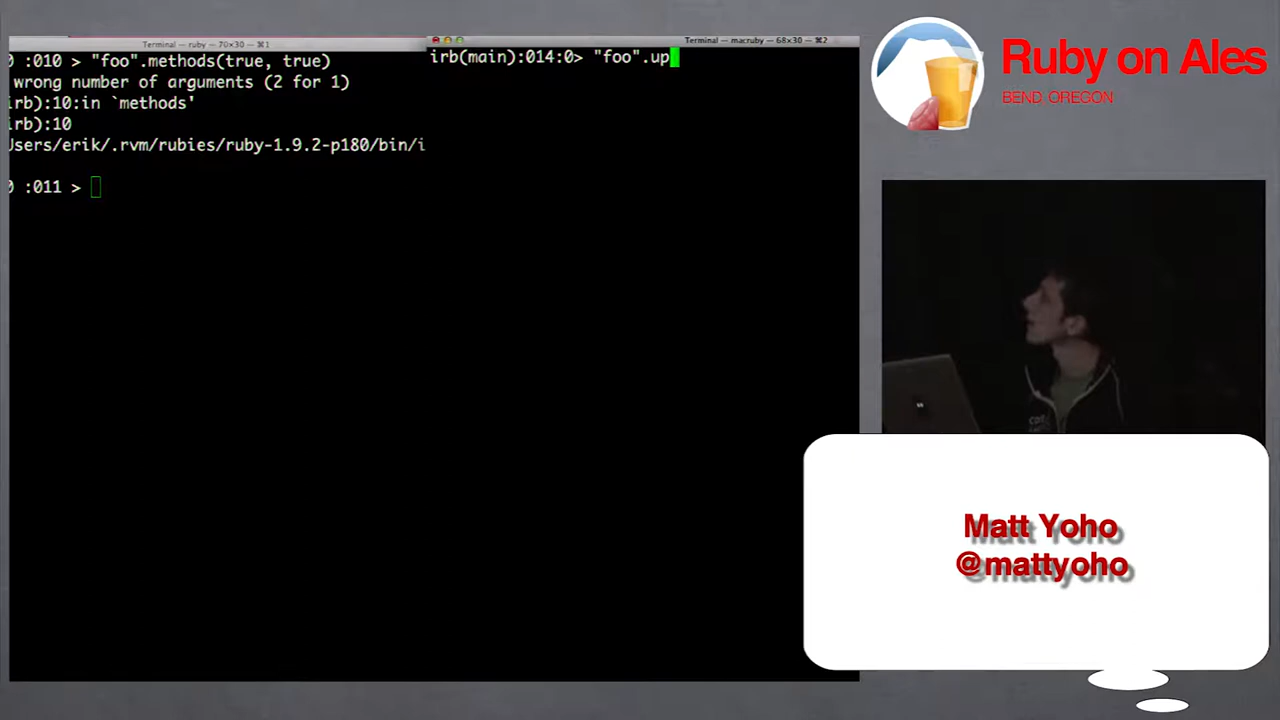 Terminal — ruby — 70×30 — ⌘1
0 :010 > "foo".methods(true, true)
wrong number of arguments (2 for 1)
irb):10:in `methods'
irb):10
Users/erik/.rvm/rubies/ruby-1.9.2-p180/bin/i
0 :011 >
Terminal — macruby — 68×30 — ⌘2
irb(main):014:0> "foo".up
Ruby on Ales
BEND, OREGON
Matt Yoho
@mattyoho